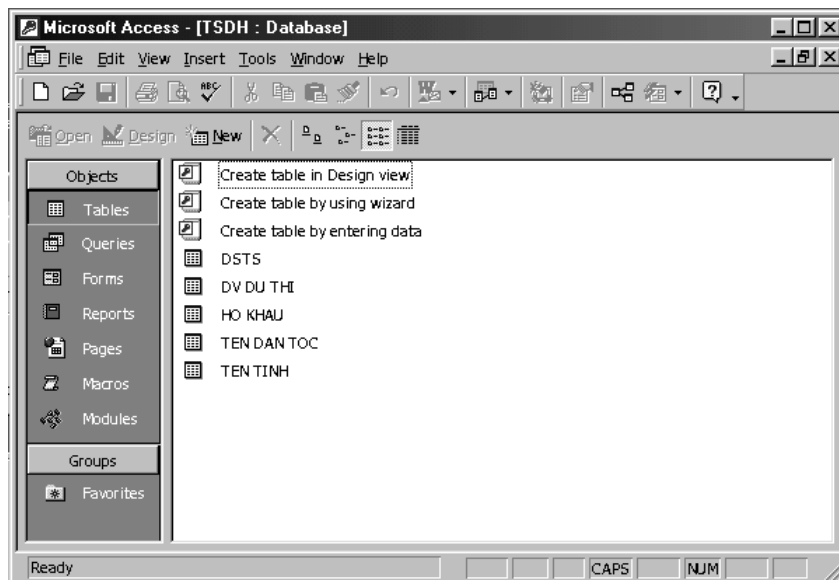 Microsoft Access - [TSDH : Database]
File Edit View Insert Tools Window Help
Open Design New
Objects
Tables
Queries
Forms
Reports
Pages
Macros
Modules
Groups
Favorites
Create table in Design view
Create table by using wizard
Create table by entering data
DSTS
DV DU THI
HO KHAU
TEN DAN TOC
TEN TINH
Ready CAPS NUM